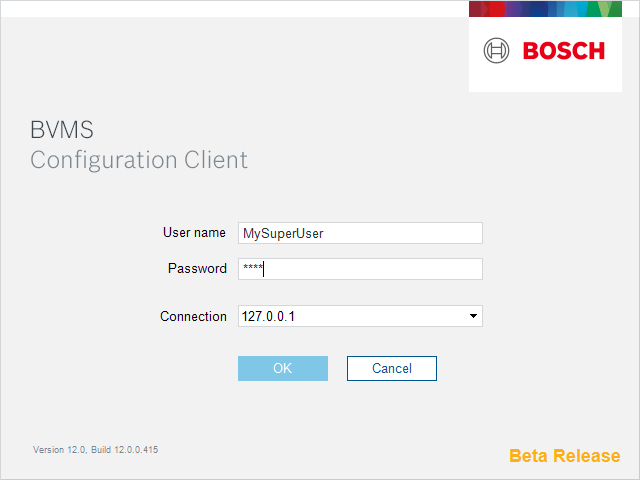 BOSCH
BVMS
Configuration Client
User name MySuperUser
Password ****
Connection 127.0.0.1
OK Cancel
Version 12.0, Build 12.0.0.415
Beta Release